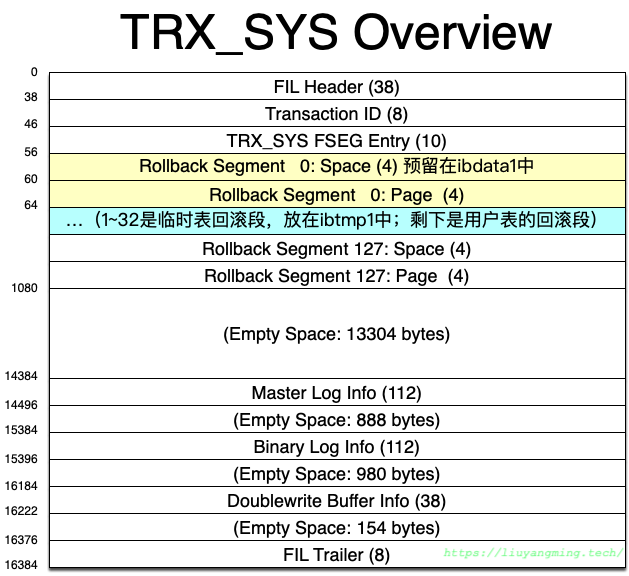 TRX_SYS Overview
0
FIL Header (38)
38
Transaction ID (8)
46
TRX_SYS FSEG Entry (10)
56
Rollback Segment 0: Space (4) 预留在ibdata1中
60
Rollback Segment 0: Page (4)
64
…（1~32是临时表回滚段，放在ibtmp1中；剩下是用户表的回滚段）
Rollback Segment 127: Space (4)
Rollback Segment 127: Page (4)
1080
(Empty Space: 13304 bytes)
14384
Master Log Info (112)
14496
(Empty Space: 888 bytes)
15384
Binary Log Info (112)
15396
(Empty Space: 980 bytes)
16184
Doublewrite Buffer Info (38)
16222
(Empty Space: 154 bytes)
16376
FIL Trailer (8)
https://liuyangming.tech/
16384